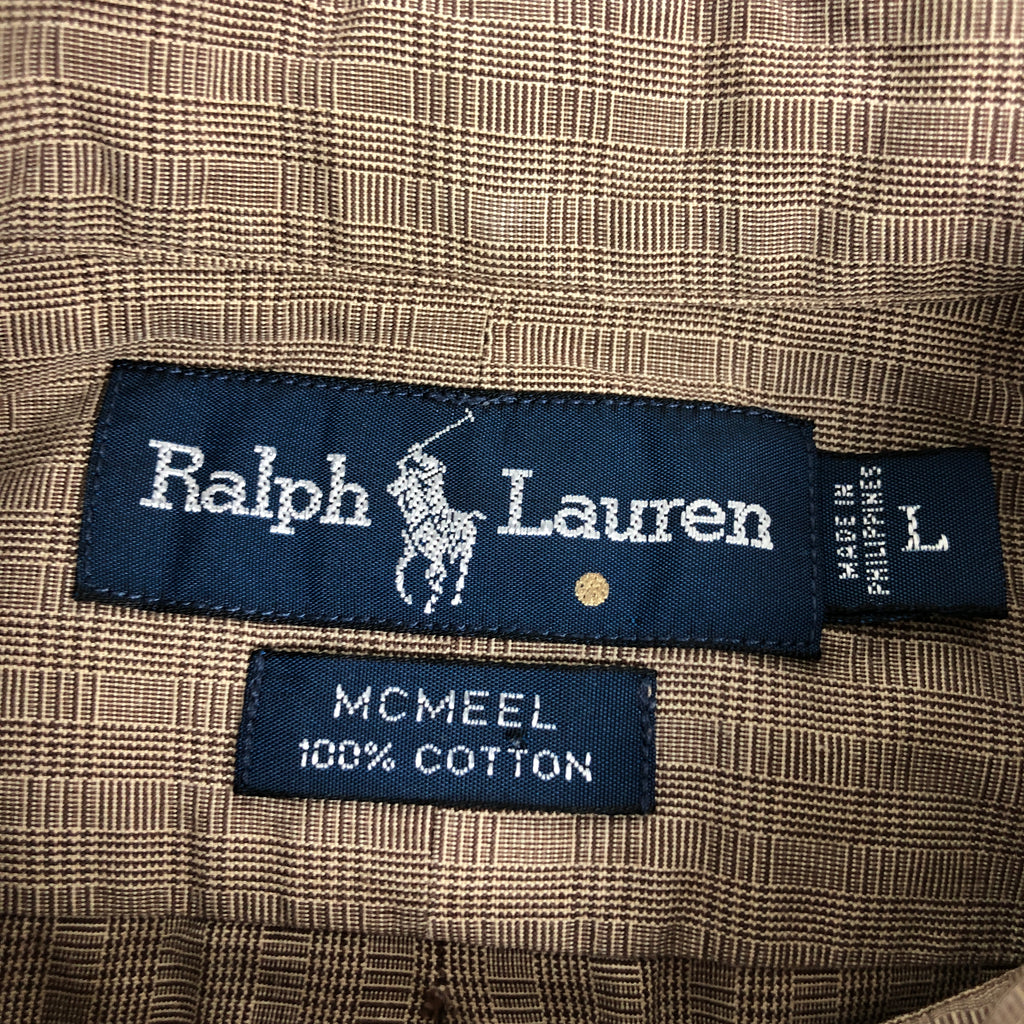 Ralph Lauren
MADE IN
PHILIPPINES
L
MCMEEL
100% COTTON